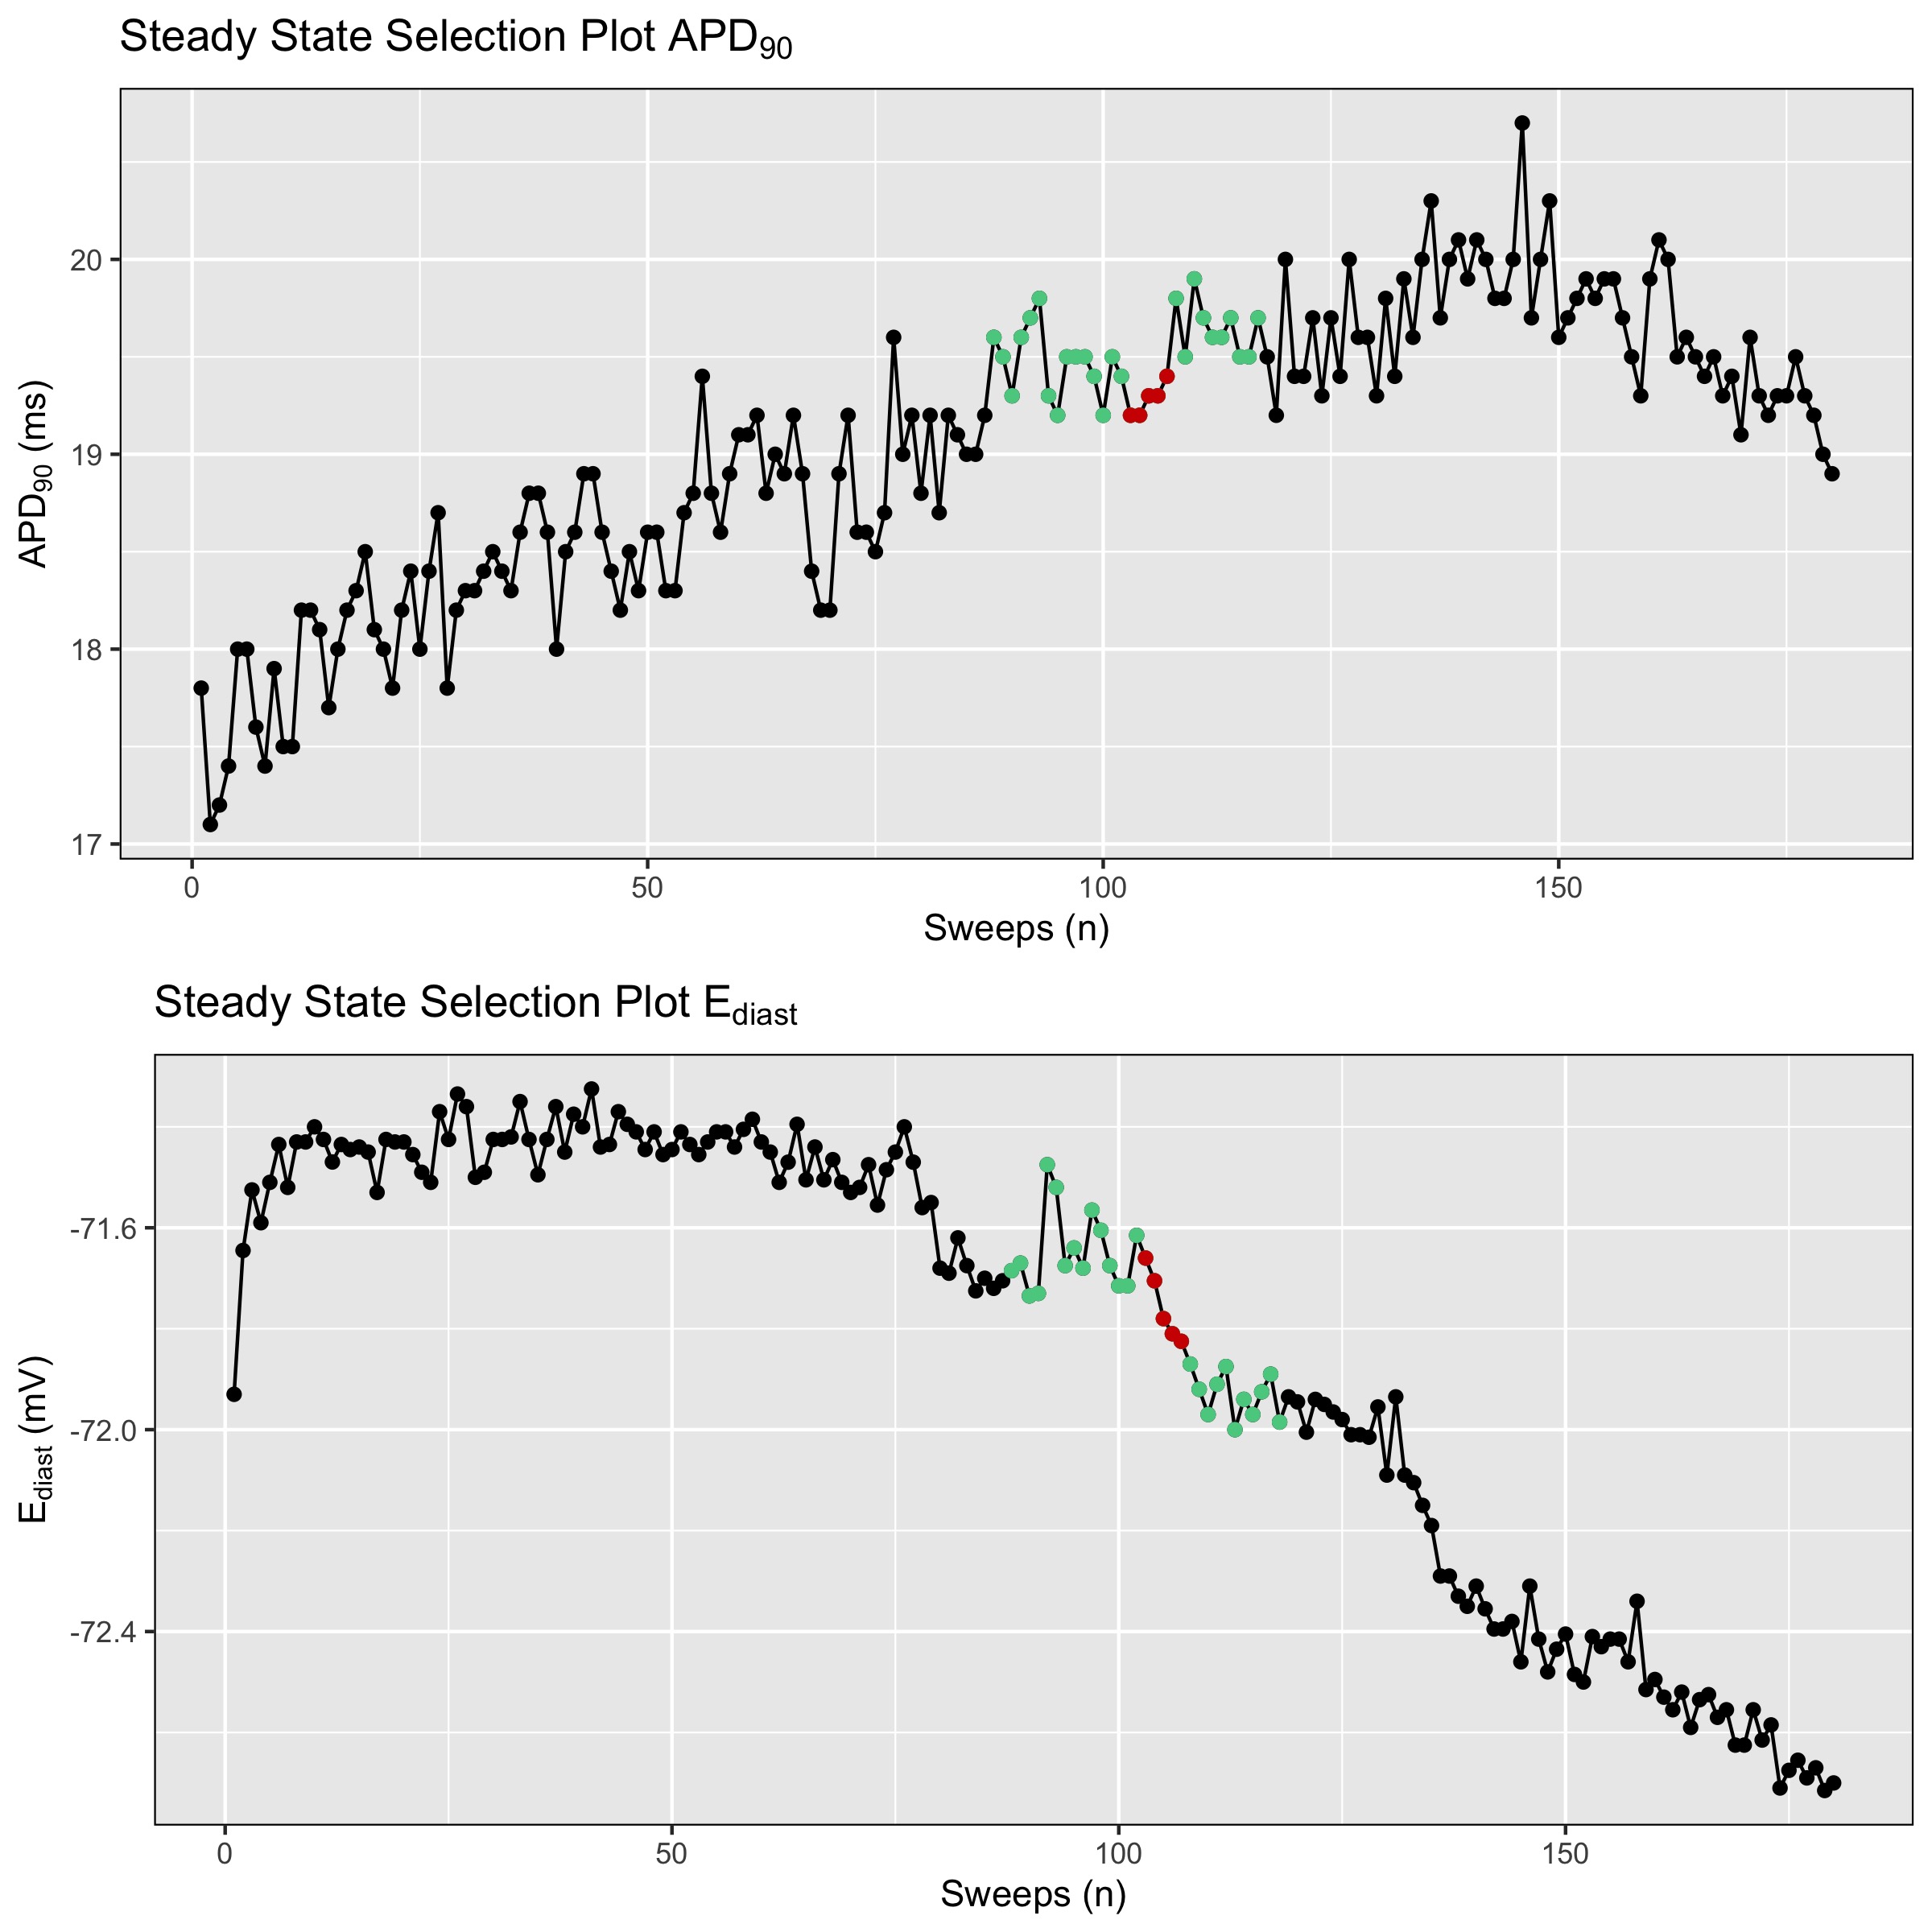 Steady State Selection Plot APD90
20
19
18
17
APD90 (ms)
0 50 100 150
Sweeps (n)
Steady State Selection Plot Ediast
-71.6
-72.0
-72.4
Ediast (mV)
0 50 100 150
Sweeps (n)